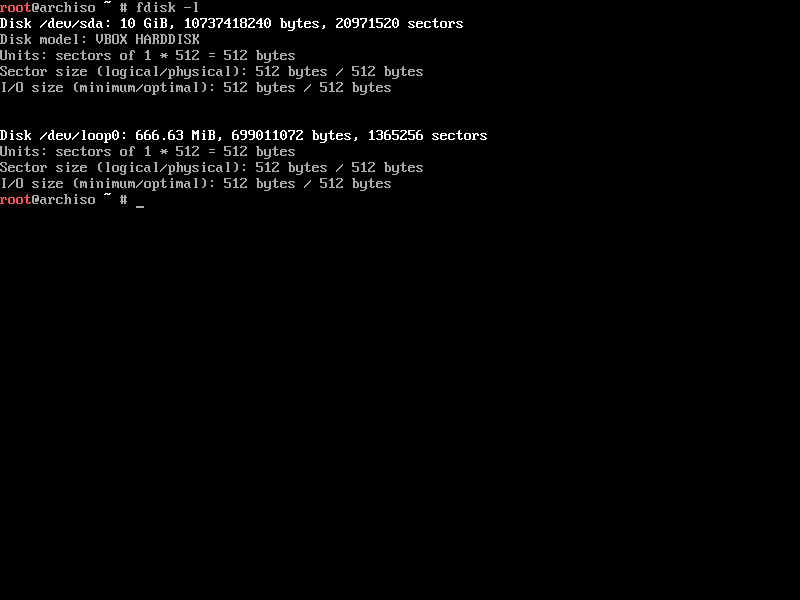 root@archiso ~ # fdisk -l
Disk /dev/sda: 10 GiB, 10737418240 bytes, 20971520 sectors
Disk model: VBOX HARDDISK
Units: sectors of 1 * 512 = 512 bytes
Sector size (logical/physical): 512 bytes / 512 bytes
I/O size (minimum/optimal): 512 bytes / 512 bytes
Disk /dev/loop0: 666.63 MiB, 699011072 bytes, 1365256 sectors
Units: sectors of 1 * 512 = 512 bytes
Sector size (logical/physical): 512 bytes / 512 bytes
I/O size (minimum/optimal): 512 bytes / 512 bytes
root@archiso ~ # _